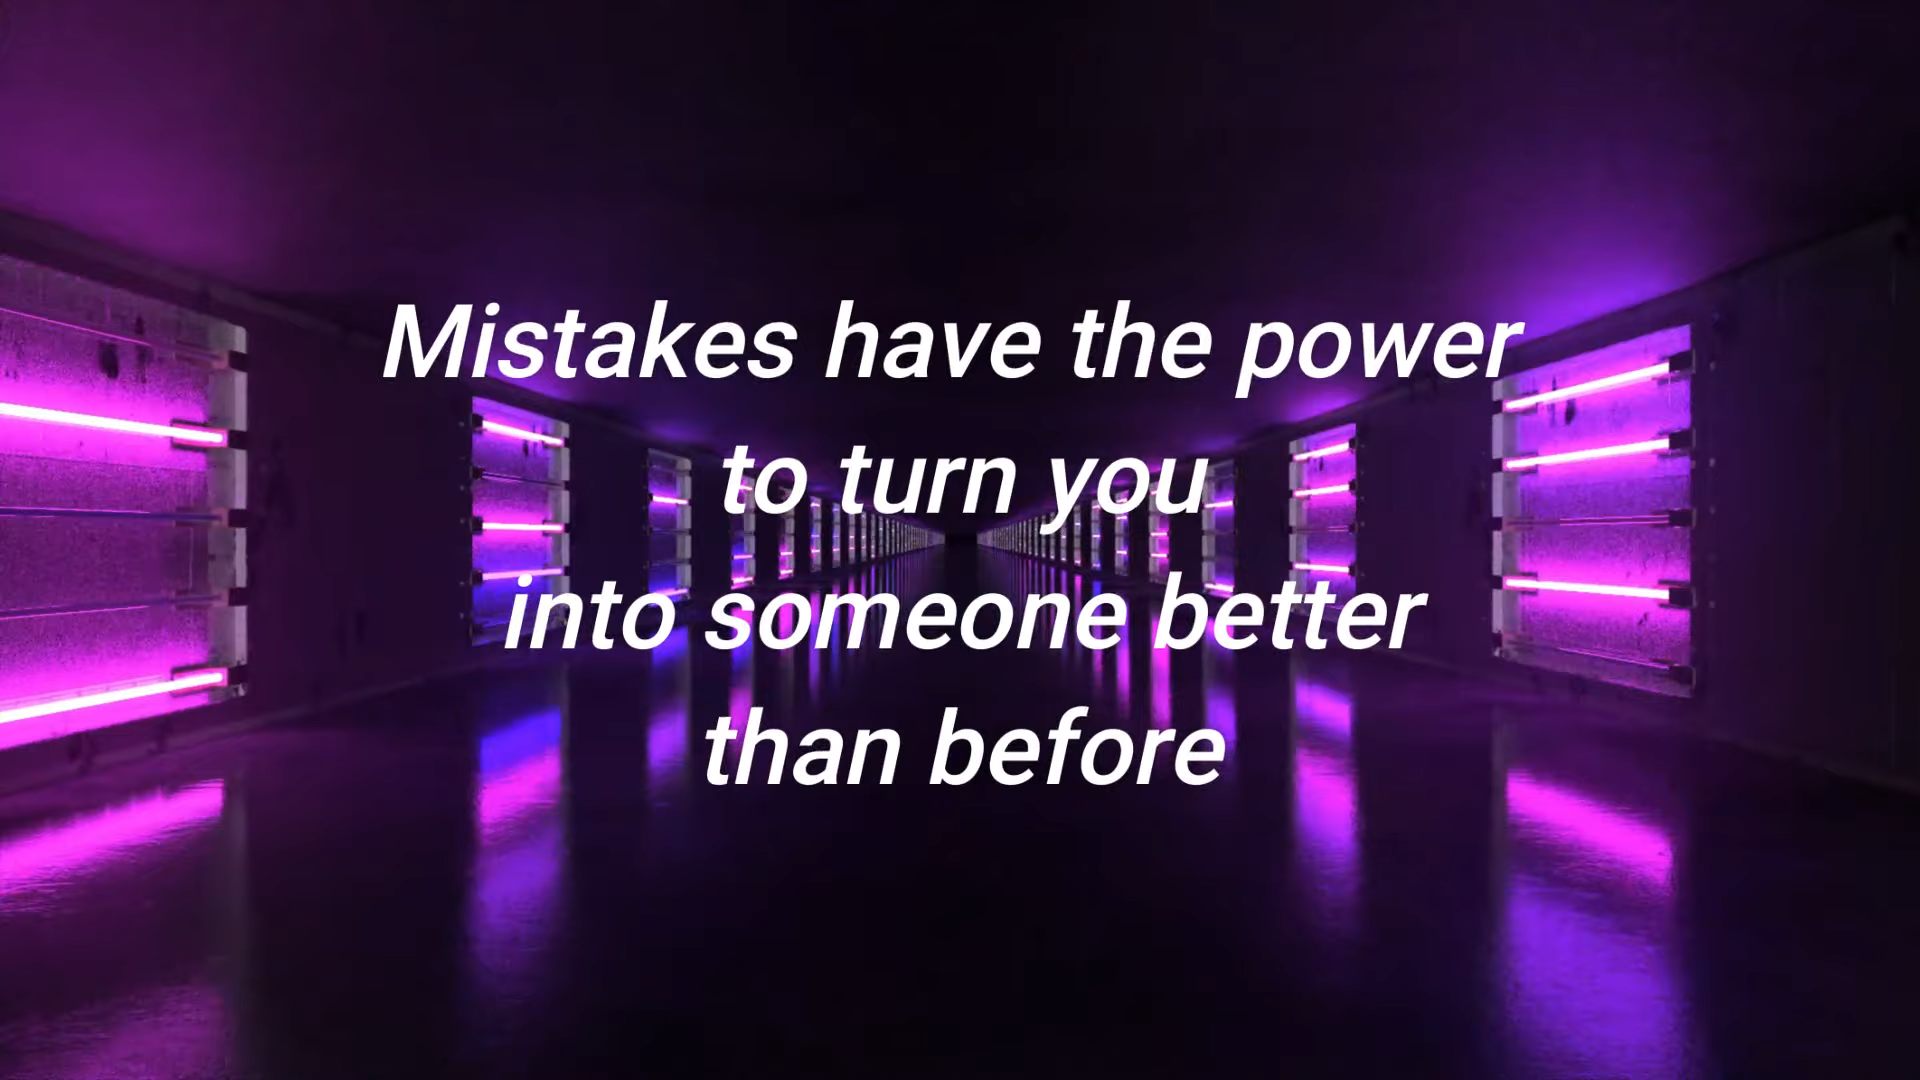 Mistakes have the power
to turn you
into someone better
than before